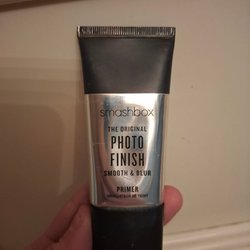 smashbox
THE ORIGINAL
PHOTO
FINISH
SMOOTH & BLUR
PRIMER